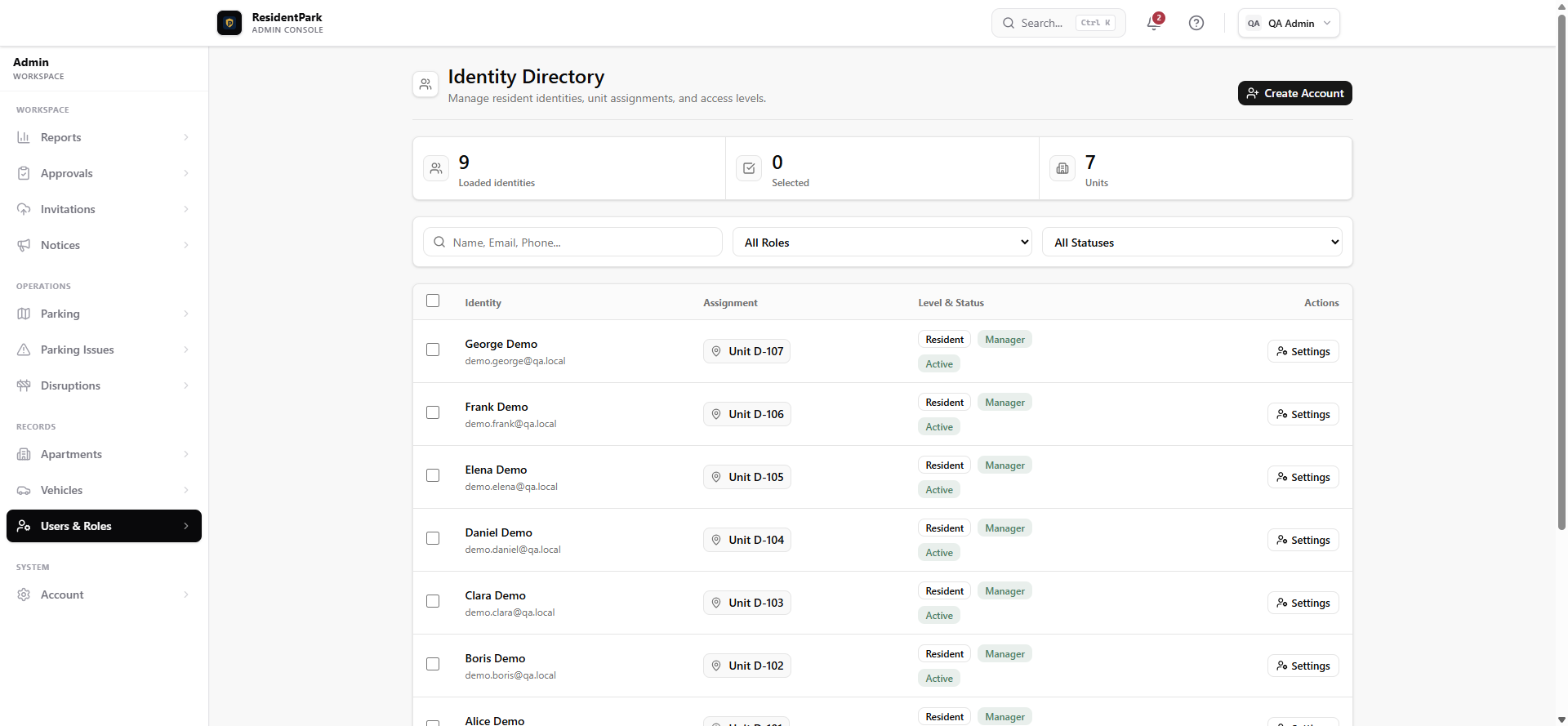 ResidentPark
ADMIN CONSOLE
Search... Ctrl K
2
QA QA Admin
Admin
WORKSPACE
WORKSPACE
Reports
Approvals
Invitations
Notices
OPERATIONS
Parking
Parking Issues
Disruptions
RECORDS
Apartments
Vehicles
Users & Roles
SYSTEM
Account
Identity Directory
Manage resident identities, unit assignments, and access levels.
Create Account
9
Loaded identities
0
Selected
7
Units
Name, Email, Phone...
All Roles
All Statuses
Identity Assignment Level & Status Actions
George Demo
demo.george@qa.local
Unit D-107
Resident Manager
Active
Settings
Frank Demo
demo.frank@qa.local
Unit D-106
Resident Manager
Active
Settings
Elena Demo
demo.elena@qa.local
Unit D-105
Resident Manager
Active
Settings
Daniel Demo
demo.daniel@qa.local
Unit D-104
Resident Manager
Active
Settings
Clara Demo
demo.clara@qa.local
Unit D-103
Resident Manager
Active
Settings
Boris Demo
demo.boris@qa.local
Unit D-102
Resident Manager
Active
Settings
Alice Demo
Resident Manager